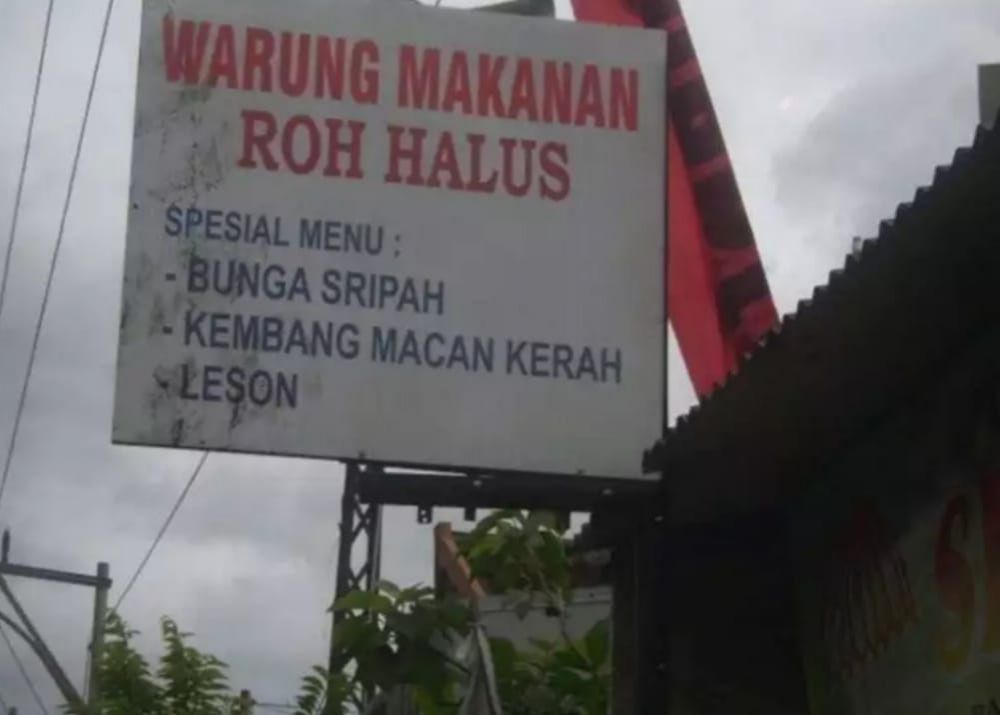 WARUNG MAKANAN
ROH HALUS
SPESIAL MENU :
- BUNGA SRIPAH
- KEMBANG MACAN KERAH
- LESON